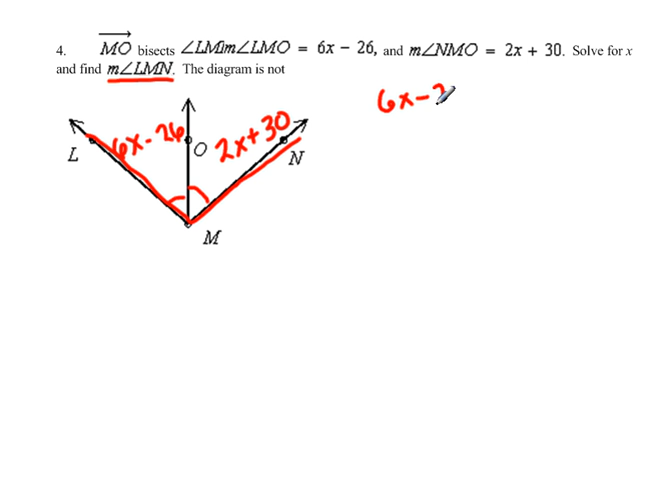 4. MO bisects ∠LM m∠LMO = 6x − 26, and m∠NMO = 2x + 30. Solve for x
and find m∠LMN. The diagram is not
6x-2
6x-26
2x+30
O
L
N
M